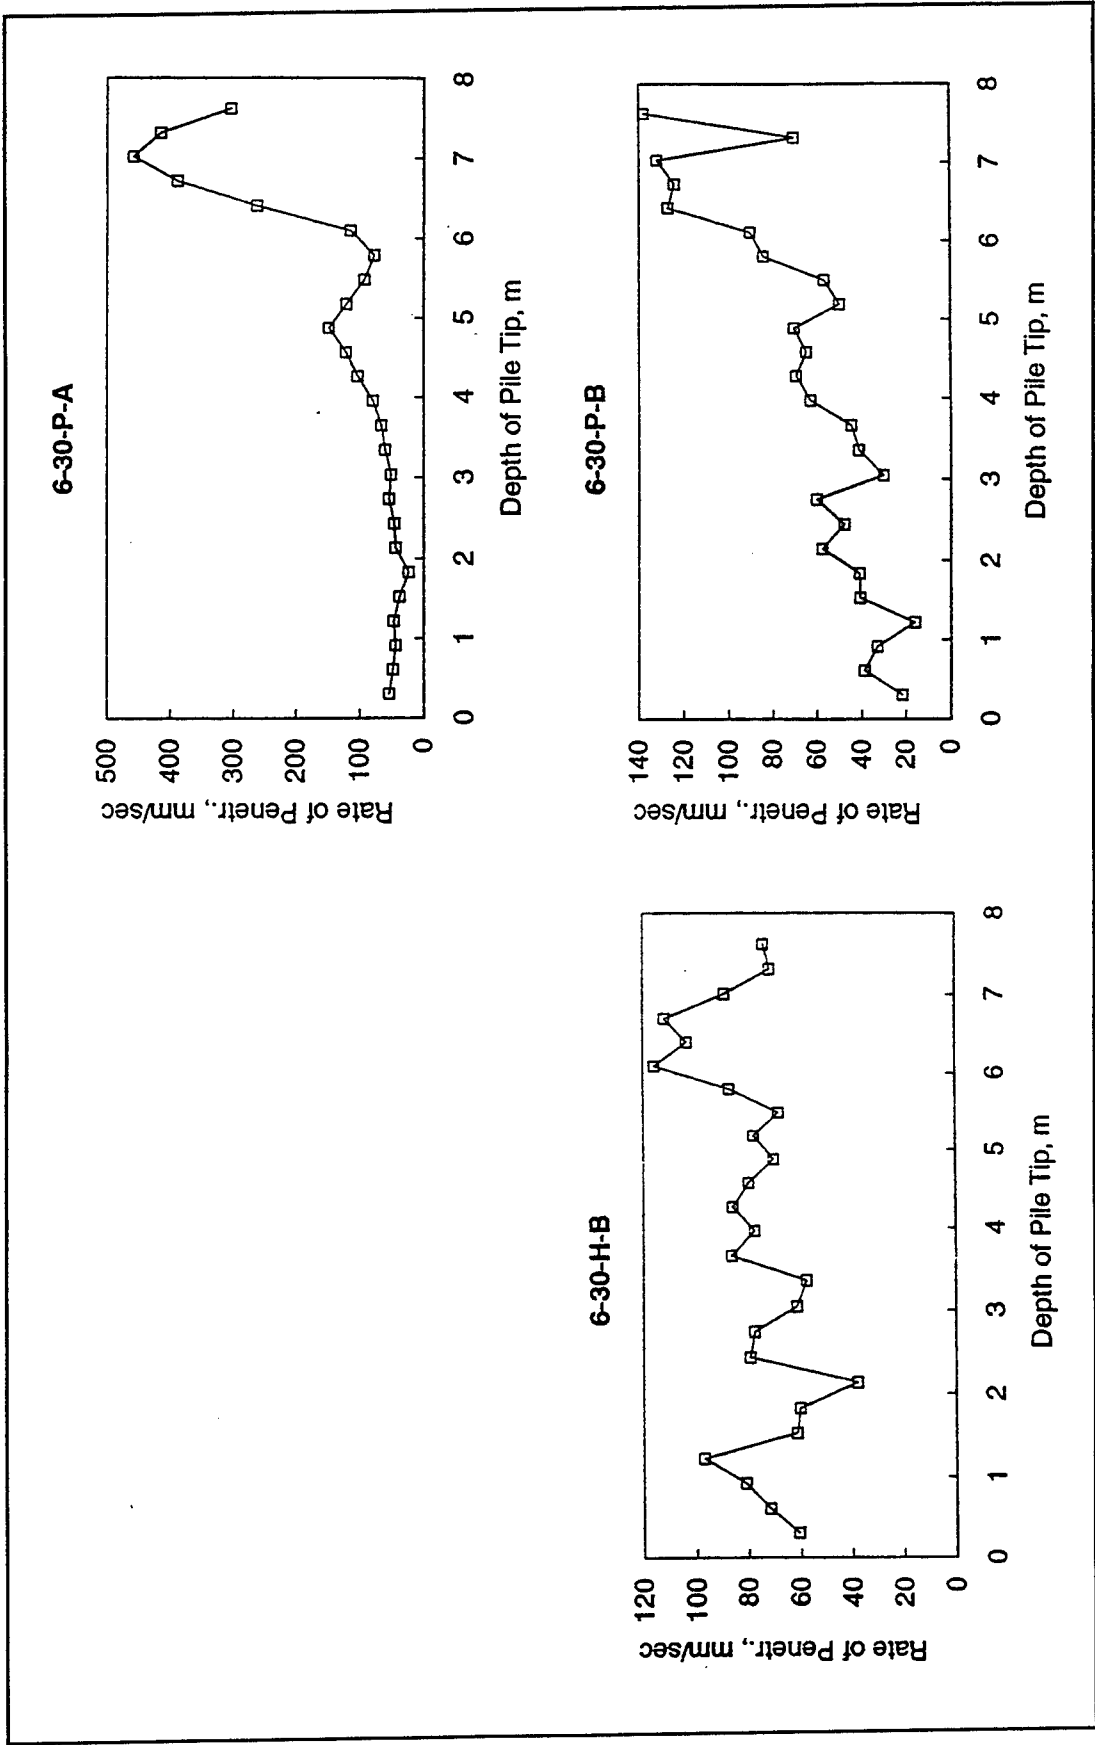 6-30-P-A
Rate of Penetr., mm/sec
500
400
300
200
100
0
0 1 2 3 4 5 6 7 8
Depth of Pile Tip, m
6-30-H-B
Rate of Penetr., mm/sec
120
100
80
60
40
20
0
0 1 2 3 4 5 6 7 8
Depth of Pile Tip, m
6-30-P-B
Rate of Penetr., mm/sec
140
120
100
80
60
40
20
0
0 1 2 3 4 5 6 7 8
Depth of Pile Tip, m